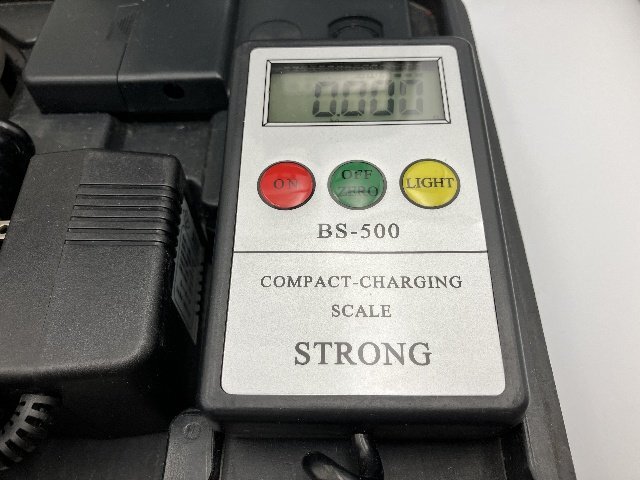 0.000
ON
OFF
ZERO
LIGHT
BS-500
COMPACT-CHARGING
SCALE
STRONG